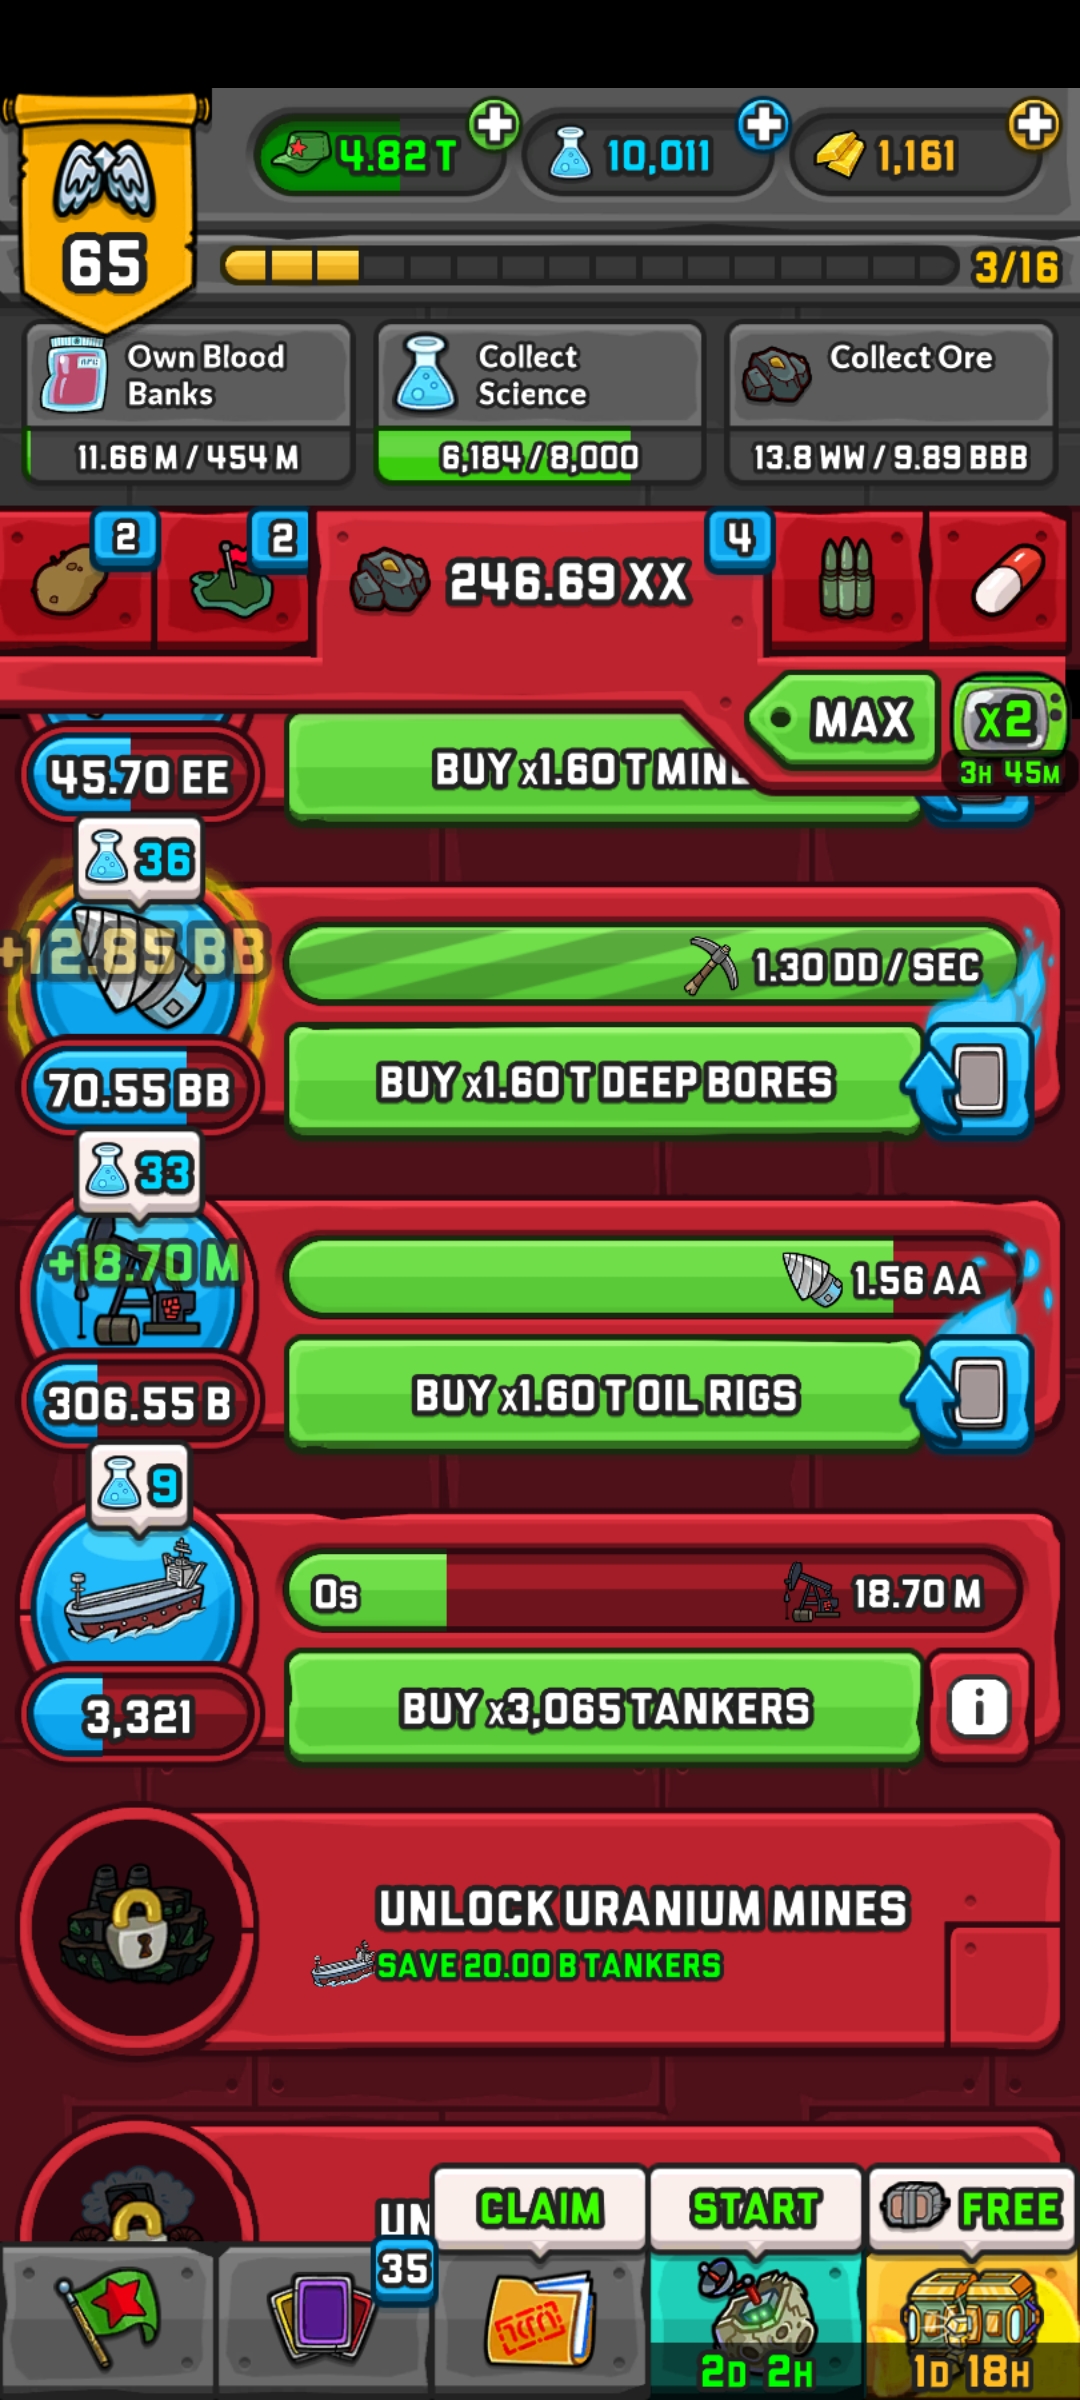 4.82 T
10,011
1,161
65
3/16
Own Blood
Banks
11.66 M / 454 M
Collect
Science
6,184 / 8,000
Collect Ore
13.8 WW / 9.89 BBB
2
2
246.69 XX
4
MAX
x2
3H 45M
45.70 EE
BUY x1.60 T MINE
36
+12.85 BB
1.30 DD / SEC
70.55 BB
BUY x1.60 T DEEP BORES
33
+18.70 M
1.56 AA
306.55 B
BUY x1.60 T OIL RIGS
9
0s
18.70 M
3,321
BUY x3,065 TANKERS
i
UNLOCK URANIUM MINES
SAVE 20.00 B TANKERS
UN
CLAIM
START
FREE
35
2D 2H
1D 18H